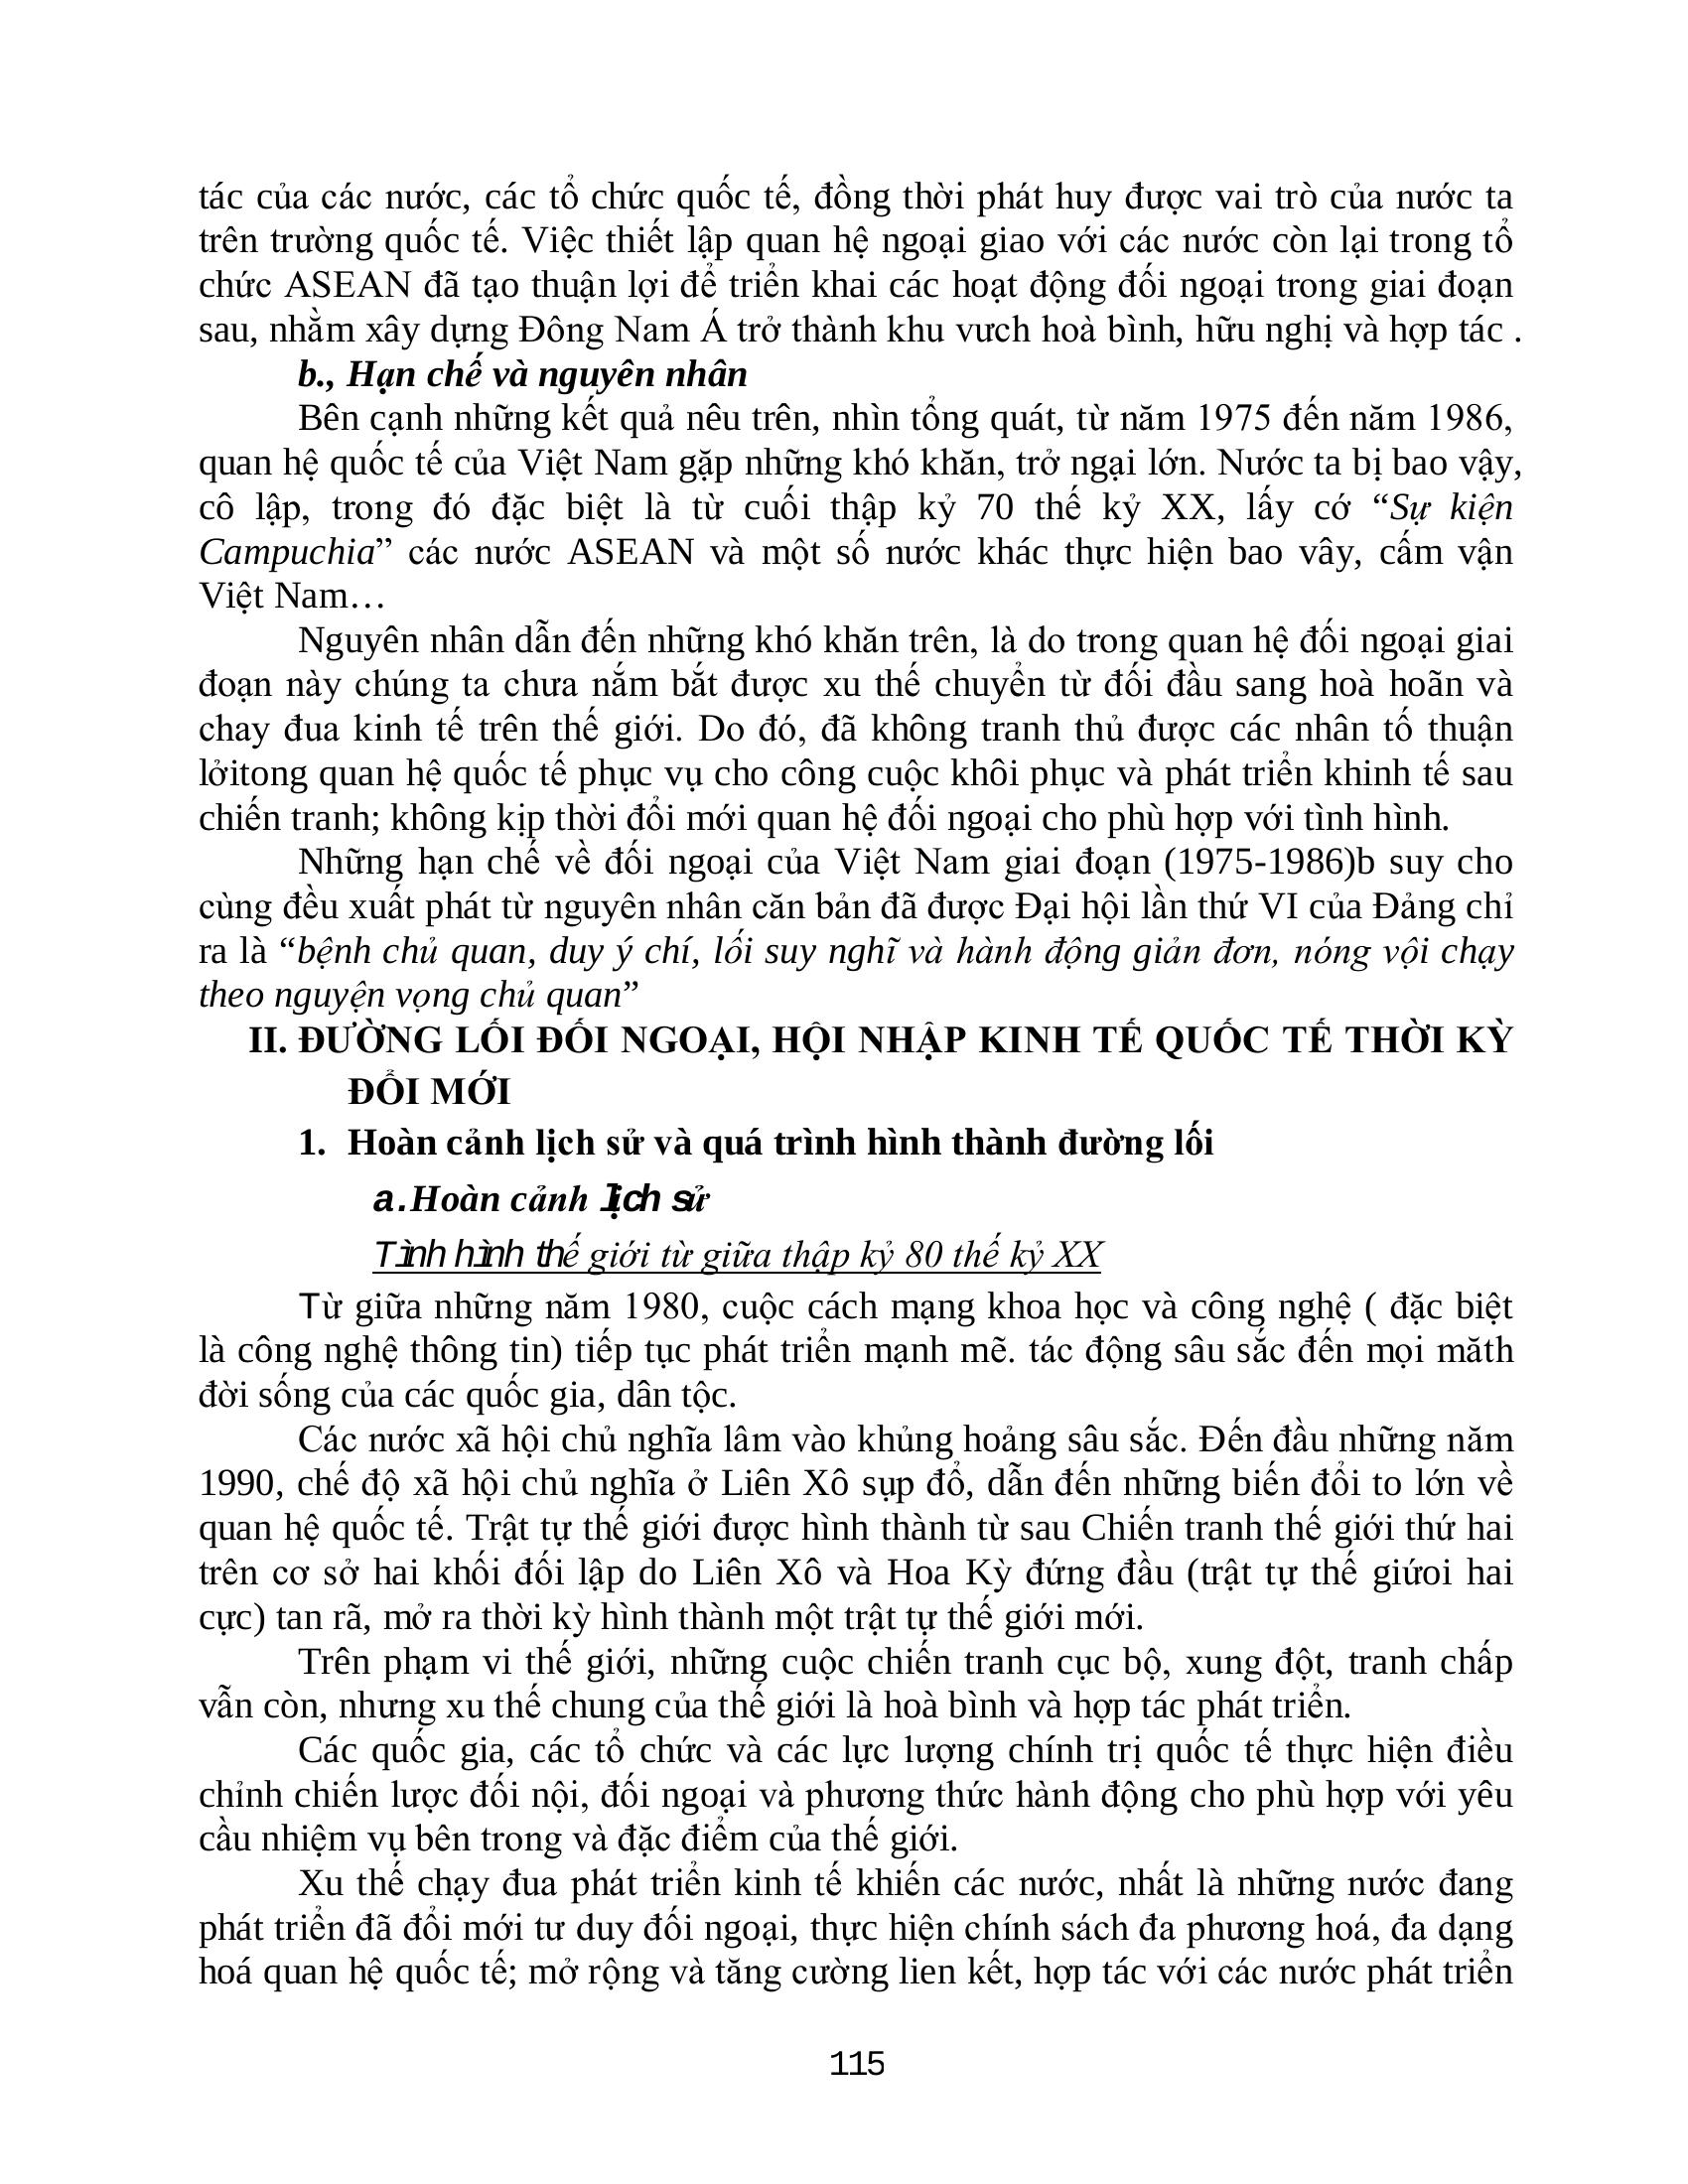 tác của các nước, các tổ chức quốc tế, đồng thời phát huy được vai trò của nước ta
trên trường quốc tế. Việc thiết lập quan hệ ngoại giao với các nước còn lại trong tổ
chức ASEAN đã tạo thuận lợi để triển khai các hoạt động đối ngoại trong giai đoạn
sau, nhằm xây dựng Đông Nam Á trở thành khu vưch hoà bình, hữu nghị và hợp tác .
b., Hạn chế và nguyên nhân
Bên cạnh những kết quả nêu trên, nhìn tổng quát, từ năm 1975 đến năm 1986,
quan hệ quốc tế của Việt Nam gặp những khó khăn, trở ngại lớn. Nước ta bị bao vậy,
cô lập, trong đó đặc biệt là từ cuối thập kỷ 70 thế kỷ XX, lấy cớ “Sự kiện
Campuchia” các nước ASEAN và một số nước khác thực hiện bao vây, cấm vận
Việt Nam…
Nguyên nhân dẫn đến những khó khăn trên, là do trong quan hệ đối ngoại giai
đoạn này chúng ta chưa nắm bắt được xu thế chuyển từ đối đầu sang hoà hoãn và
chay đua kinh tế trên thế giới. Do đó, đã không tranh thủ được các nhân tố thuận
lởitong quan hệ quốc tế phục vụ cho công cuộc khôi phục và phát triển khinh tế sau
chiến tranh; không kịp thời đổi mới quan hệ đối ngoại cho phù hợp với tình hình.
Những hạn chế về đối ngoại của Việt Nam giai đoạn (1975-1986)b suy cho
cùng đều xuất phát từ nguyên nhân căn bản đã được Đại hội lần thứ VI của Đảng chỉ
ra là “bệnh chủ quan, duy ý chí, lối suy nghĩ và hành động giản đơn, nóng vội chạy
theo nguyện vọng chủ quan”
II. ĐƯỜNG LỐI ĐỐI NGOẠI, HỘI NHẬP KINH TẾ QUỐC TẾ THỜI KỲ
ĐỔI MỚI
1. Hoàn cảnh lịch sử và quá trình hình thành đường lối
a.Hoàn cảnh lịch sử
Tình hình thế giới từ giữa thập kỷ 80 thế kỷ XX
Từ giữa những năm 1980, cuộc cách mạng khoa học và công nghệ ( đặc biệt
là công nghệ thông tin) tiếp tục phát triển mạnh mẽ. tác động sâu sắc đến mọi măth
đời sống của các quốc gia, dân tộc.
Các nước xã hội chủ nghĩa lâm vào khủng hoảng sâu sắc. Đến đầu những năm
1990, chế độ xã hội chủ nghĩa ở Liên Xô sụp đổ, dẫn đến những biến đổi to lớn về
quan hệ quốc tế. Trật tự thế giới được hình thành từ sau Chiến tranh thế giới thứ hai
trên cơ sở hai khối đối lập do Liên Xô và Hoa Kỳ đứng đầu (trật tự thế giứoi hai
cực) tan rã, mở ra thời kỳ hình thành một trật tự thế giới mới.
Trên phạm vi thế giới, những cuộc chiến tranh cục bộ, xung đột, tranh chấp
vẫn còn, nhưng xu thế chung của thế giới là hoà bình và hợp tác phát triển.
Các quốc gia, các tổ chức và các lực lượng chính trị quốc tế thực hiện điều
chỉnh chiến lược đối nội, đối ngoại và phương thức hành động cho phù hợp với yêu
cầu nhiệm vụ bên trong và đặc điểm của thế giới.
Xu thế chạy đua phát triển kinh tế khiến các nước, nhất là những nước đang
phát triển đã đổi mới tư duy đối ngoại, thực hiện chính sách đa phương hoá, đa dạng
hoá quan hệ quốc tế; mở rộng và tăng cường lien kết, hợp tác với các nước phát triển
115